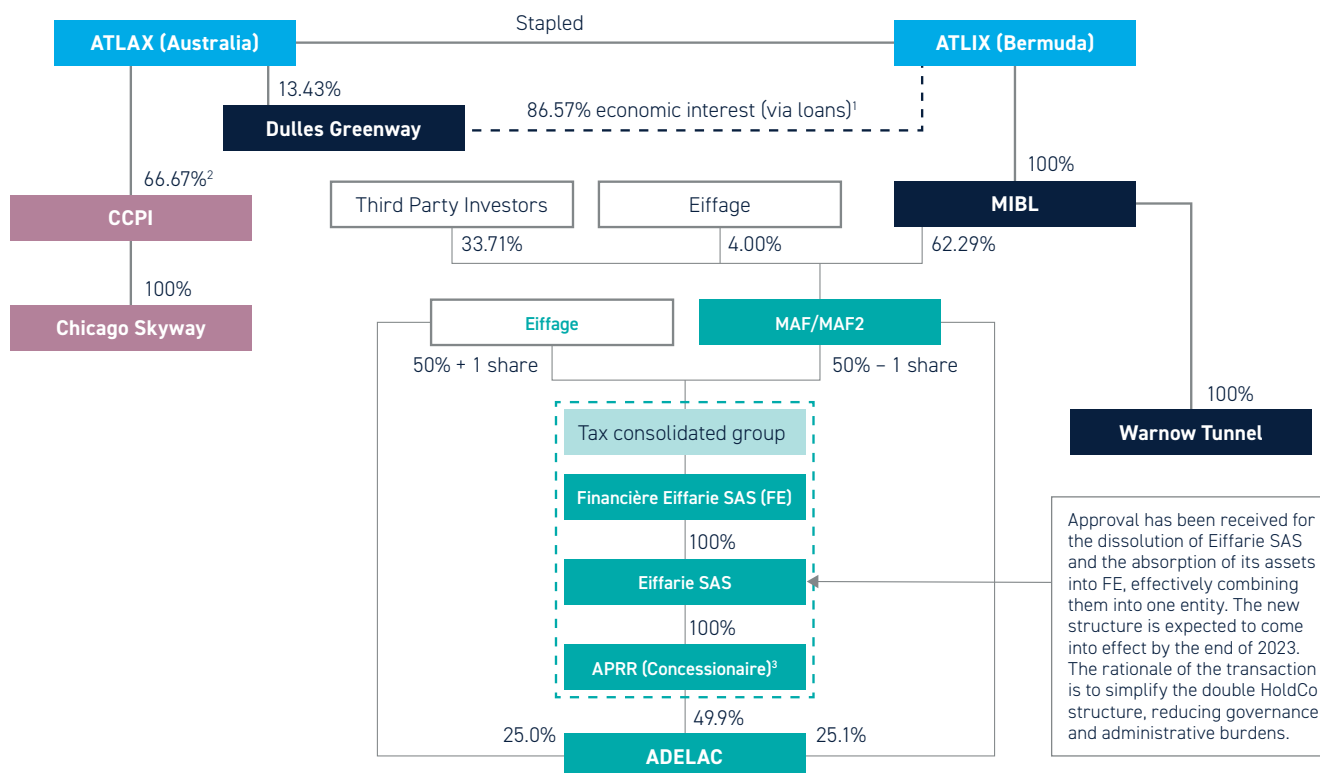 Stapled
ATLAX (Australia)
ATLIX (Bermuda)
13.43%
86.57% economic interest (via loans)¹
Dulles Greenway
100%
66.67%²
Third Party Investors
Eiffage
MIBL
CCPI
33.71%
4.00%
62.29%
100%
Chicago Skyway
Eiffage
MAF/MAF2
50% + 1 share
50% – 1 share
100%
Warnow Tunnel
Tax consolidated group
Financière Eiffarie SAS (FE)
100%
Eiffarie SAS
100%
APRR (Concessionaire)³
Approval has been received for
the dissolution of Eiffarie SAS
and the absorption of its assets
into FE, effectively combining
them into one entity. The new
structure is expected to come
into effect by the end of 2023.
The rationale of the transaction
is to simplify the double HoldCo
structure, reducing governance
and administrative burdens.
49.9%
25.0%
25.1%
ADELAC